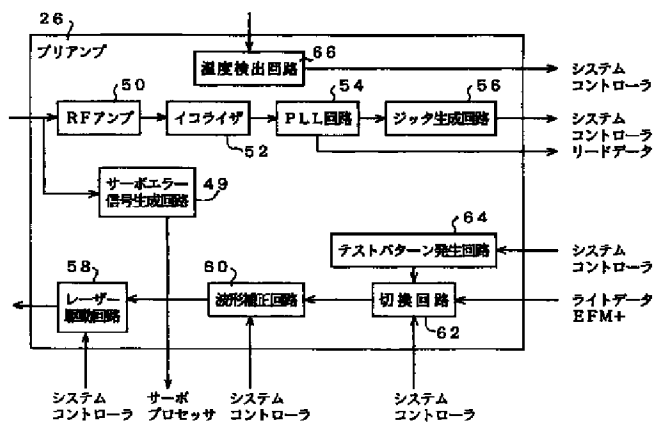 26
プリアンプ
66
温度検出回路
システム
コントローラ
50
RFアンプ
イコライザ
52
54
PLL回路
56
ジッタ生成回路
システム
コントローラ
リードデータ
サーボエラー
信号生成回路
49
64
テストパターン発生回路
システム
コントローラ
58
レーザー
駆動回路
60
波形補正回路
切換回路
62
ライトデータ
EFM+
システム
コントローラ
サーボ
プロセッサ
システム
コントローラ
システム
コントローラ